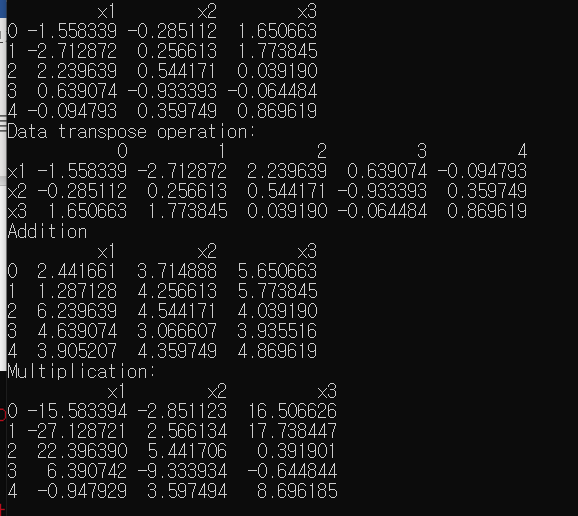 x1 x2 x3
0 -1.558339 -0.285112 1.650663
1 -2.712872 0.256613 1.773845
2 2.239639 0.544171 0.039190
3 0.639074 -0.933393 -0.064484
4 -0.094793 0.359749 0.869619
Data transpose operation:
0 1 2 3 4
x1 -1.558339 -2.712872 2.239639 0.639074 -0.094793
x2 -0.285112 0.256613 0.544171 -0.933393 0.359749
x3 1.650663 1.773845 0.039190 -0.064484 0.869619
Addition
x1 x2 x3
0 2.441661 3.714888 5.650663
1 1.287128 4.256613 5.773845
2 6.239639 4.544171 4.039190
3 4.639074 3.066607 3.935516
4 3.905207 4.359749 4.869619
Multiplication:
x1 x2 x3
0 -15.583394 -2.851123 16.506626
1 -27.128721 2.566134 17.738447
2 22.396390 5.441706 0.391901
3 6.390742 -9.333934 -0.644844
4 -0.947929 3.597494 8.696185